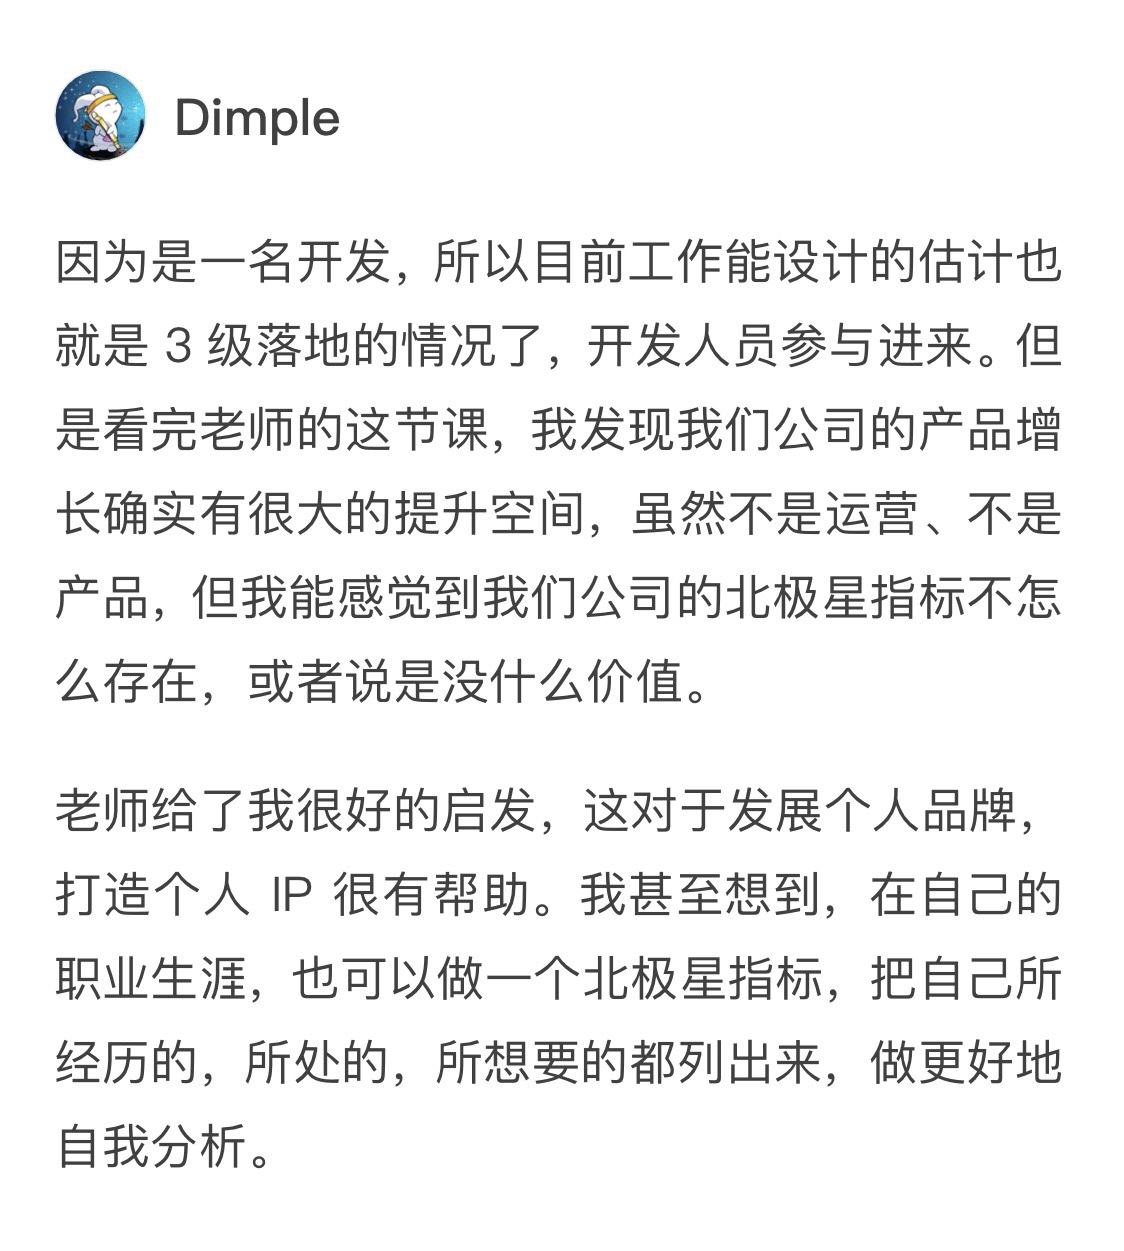 Dimple
因为是一名开发，所以目前工作能设计的估计也
就是 3 级落地的情况了，开发人员参与进来。但
是看完老师的这节课，我发现我们公司的产品增
长确实有很大的提升空间，虽然不是运营、不是
产品，但我能感觉到我们公司的北极星指标不怎
么存在，或者说是没什么价值。
老师给了我很好的启发，这对于发展个人品牌，
打造个人 IP 很有帮助。我甚至想到，在自己的
职业生涯，也可以做一个北极星指标，把自己所
经历的，所处的，所想要的都列出来，做更好地
自我分析。